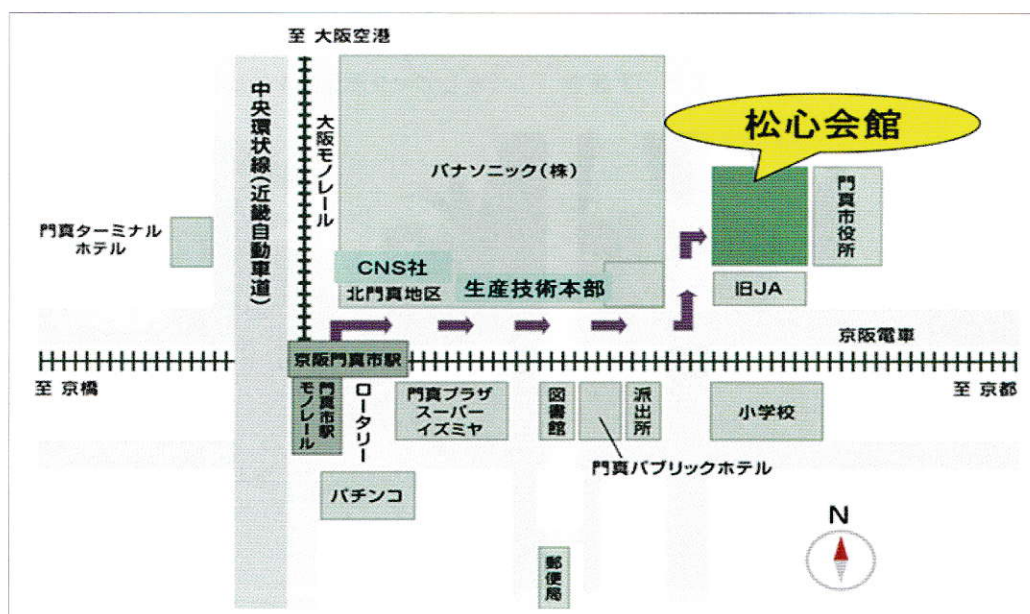 至 大阪空港
中央環状線（近畿自動車道）
大阪モノレール
松心会館
パナソニック（株）
門真市役所
門真ターミナル
ホテル
CNS社
北門真地区
生産技術本部
旧JA
京阪電車
京阪門真市駅
至 京橋
至 京都
門真市駅
モノレール
ロータリー
門真プラザ
スーパー
イズミヤ
図書館
派出所
小学校
門真パブリックホテル
パチンコ
N
郵便局